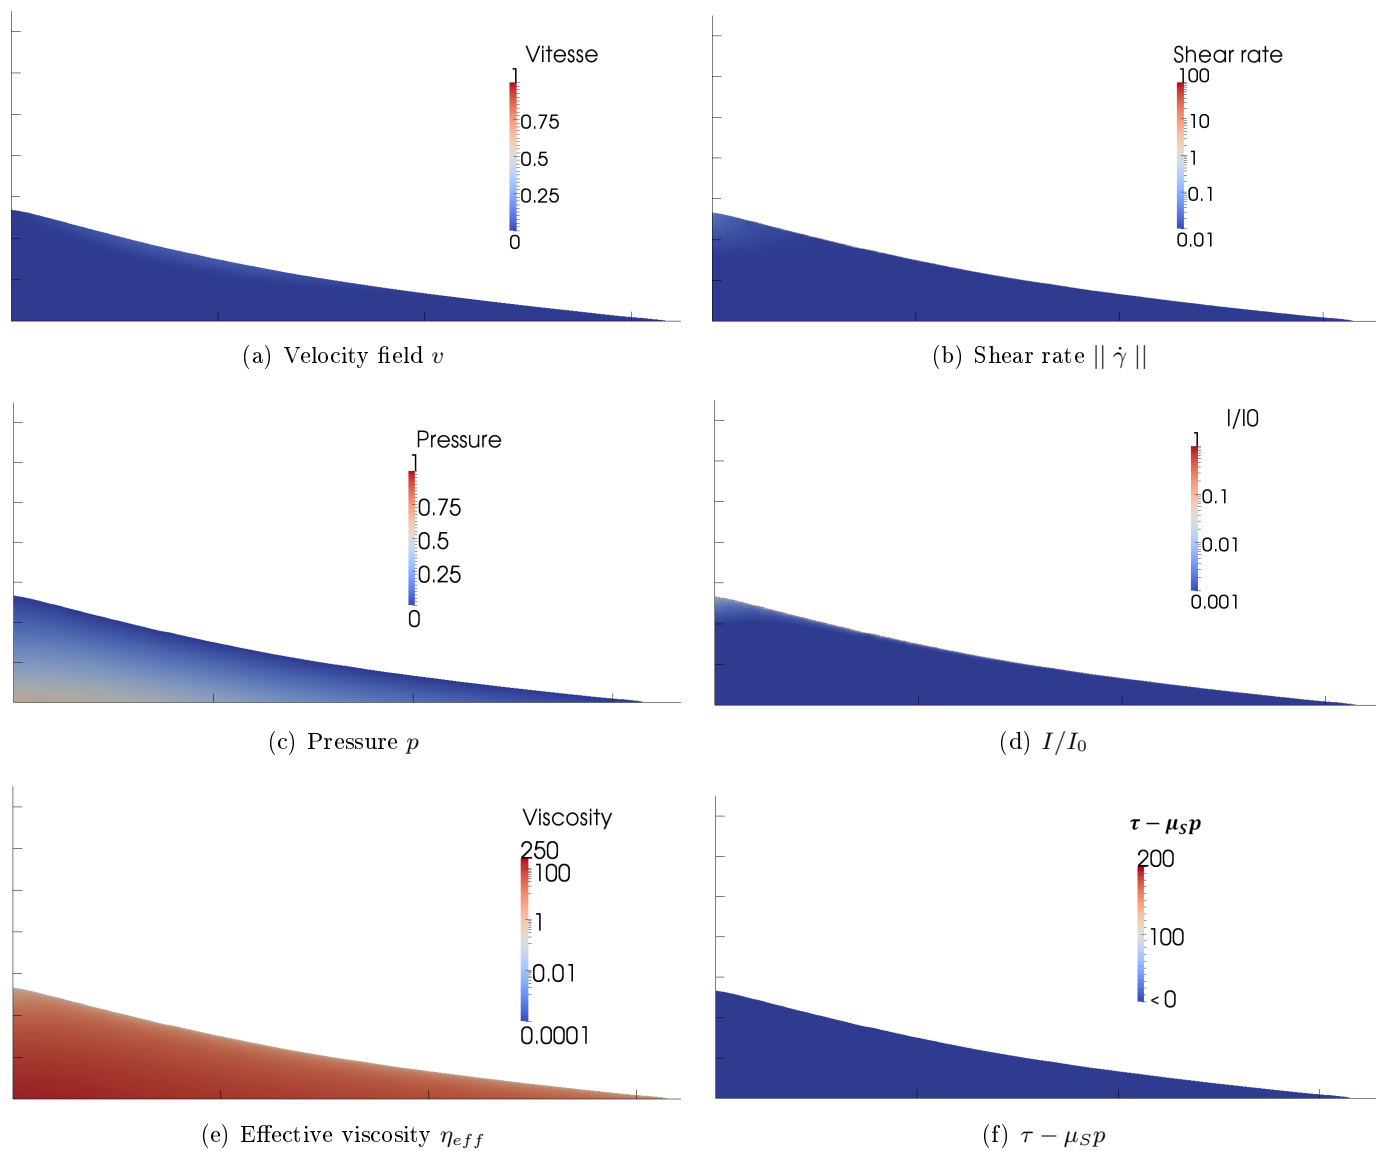 Vitesse
1
0.75
0.5
0.25
0
(a) Velocity field v
Shear rate
100
10
1
0.1
0.01
(b) Shear rate || γ̇ ||
Pressure
1
0.75
0.5
0.25
0
(c) Pressure p
I/I0
1
0.1
0.01
0.001
(d) I/I₀
Viscosity
250
100
1
0.01
0.0001
(e) Effective viscosity ηeff
τ − μSp
200
100
<0
(f) τ − μSp